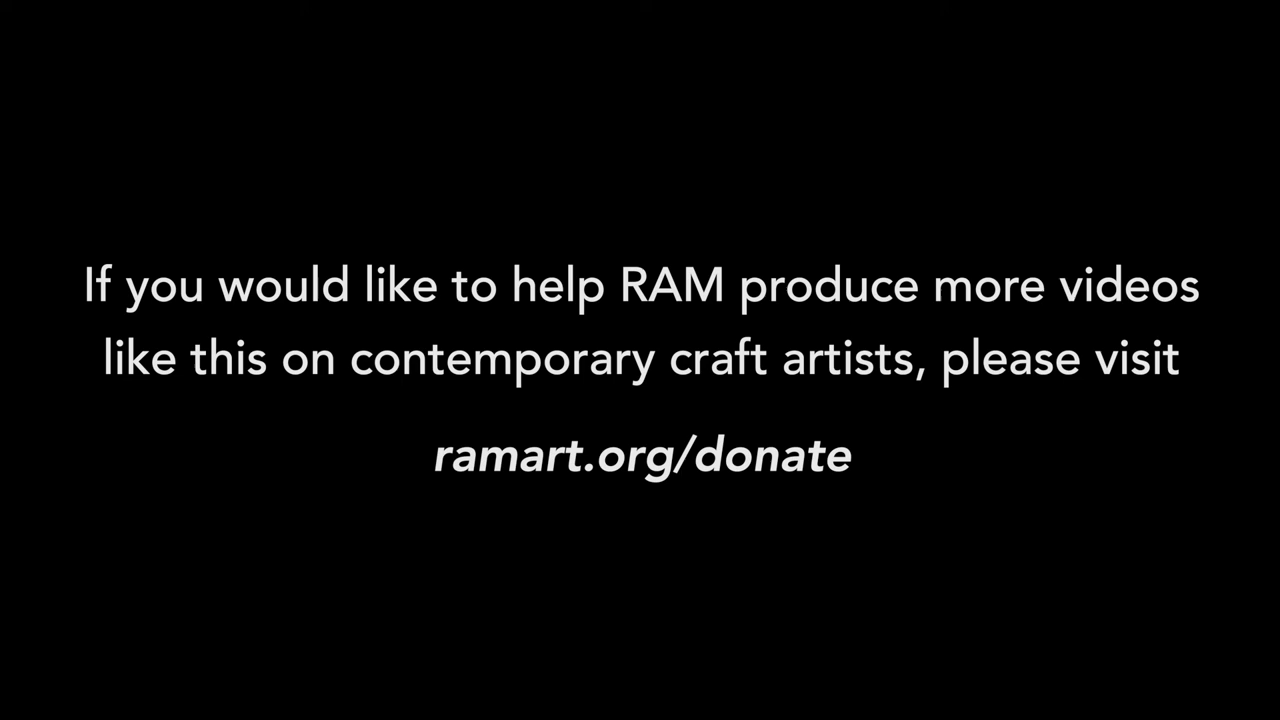 If you would like to help RAM produce more videos
like this on contemporary craft artists, please visit
ramart.org/donate